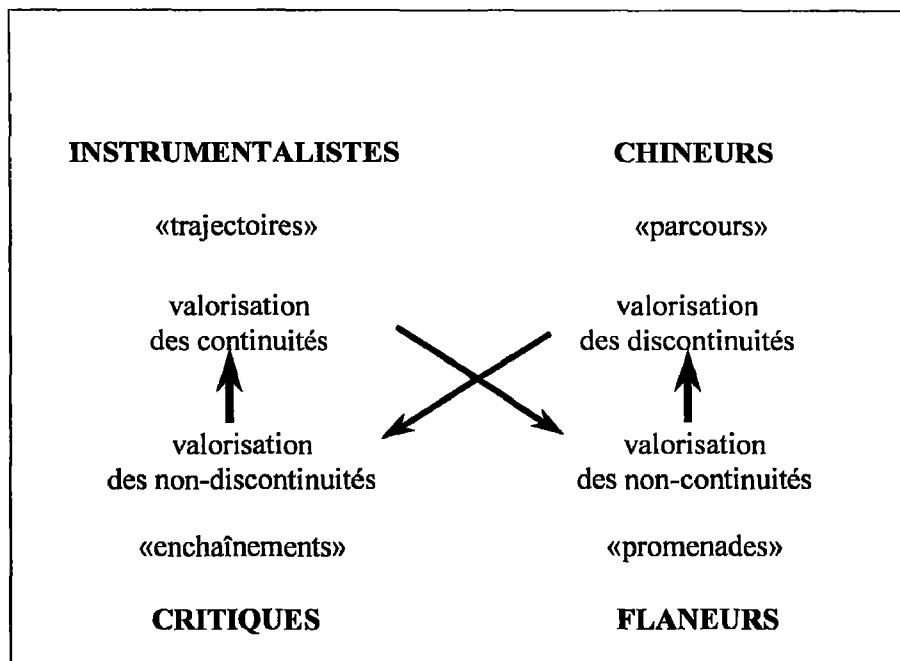 INSTRUMENTALISTES
CHINEURS
«trajectoires»
«parcours»
valorisation
des continuités
valorisation
des discontinuités
valorisation
des non-discontinuités
valorisation
des non-continuités
«enchaînements»
«promenades»
CRITIQUES
FLANEURS